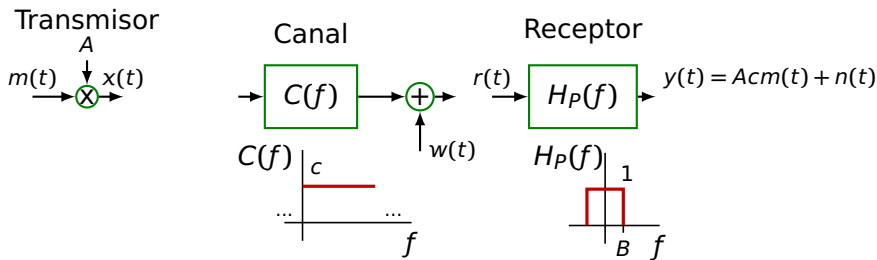 Transmisor
Canal
Receptor
A
m(t)
x(t)
x
C(f)
+
w(t)
r(t)
H_P(f)
y(t) = Acm(t) + n(t)
C(f)
c
...
...
f
H_P(f)
1
B
f